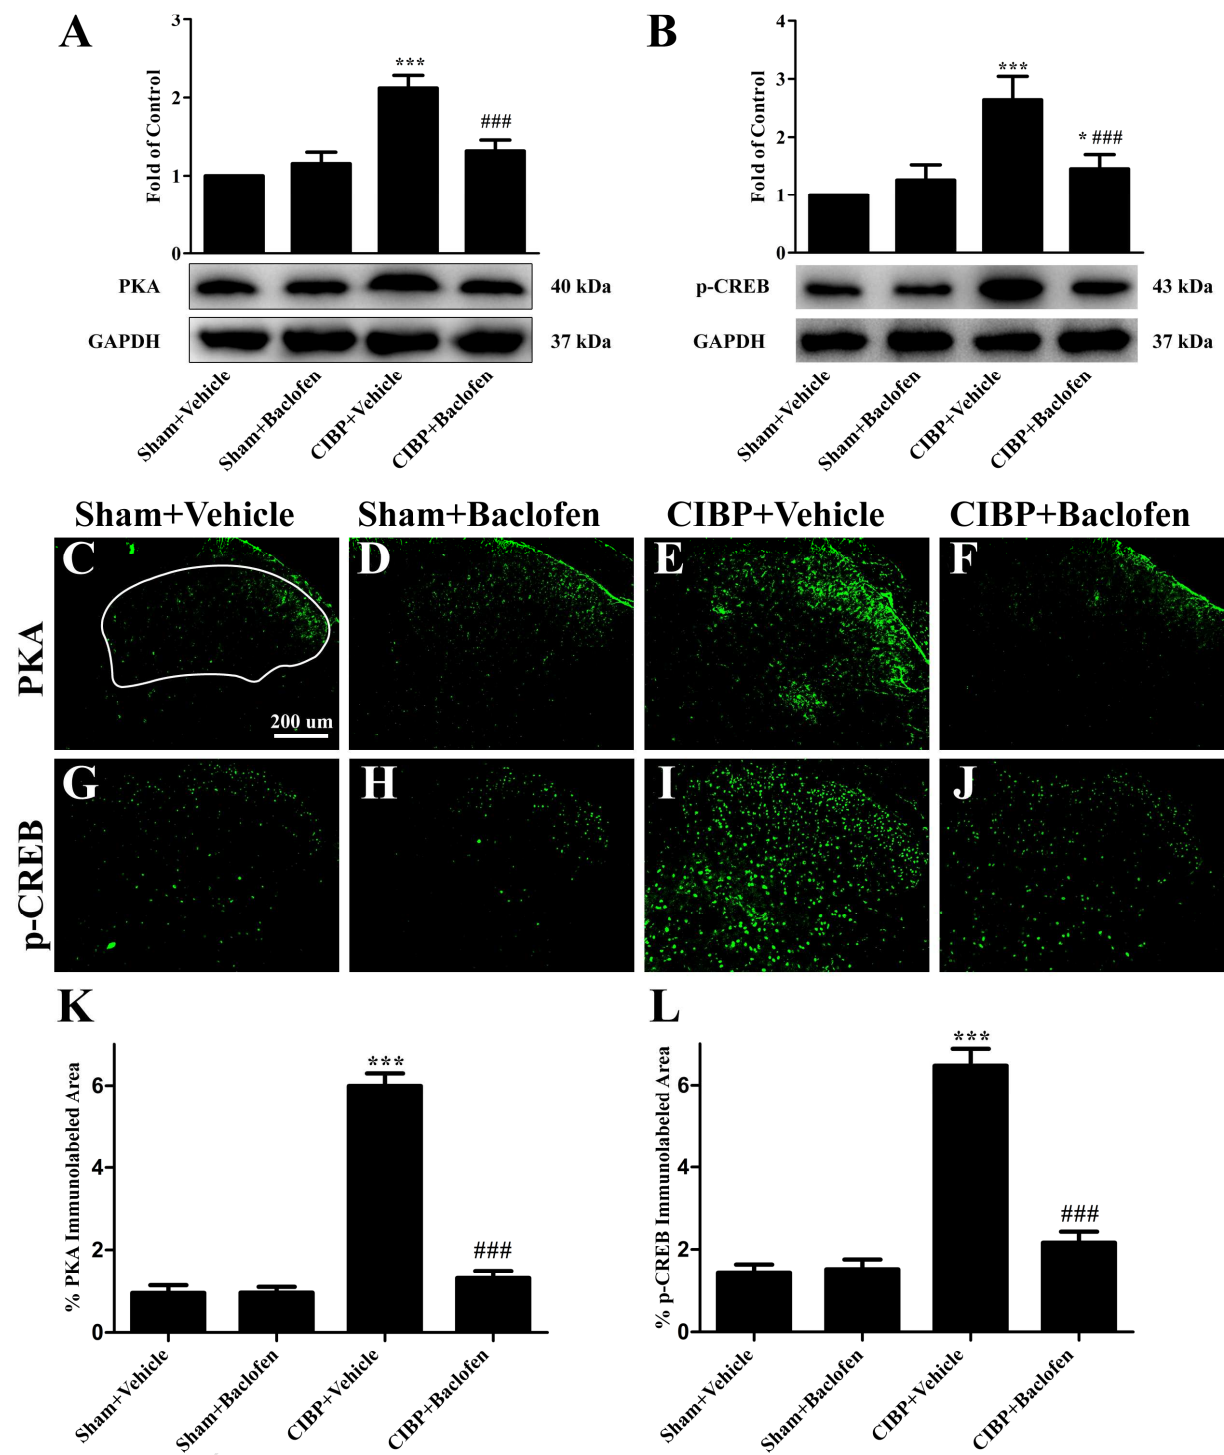 A
3
2
1
0
Fold of Control
***
###
PKA
40 kDa
GAPDH
37 kDa
Sham+Vehicle
Sham+Baclofen
CIBP+Vehicle
CIBP+Baclofen
B
4
3
2
1
0
Fold of Control
***
* ###
p-CREB
43 kDa
GAPDH
37 kDa
Sham+Vehicle
Sham+Baclofen
CIBP+Vehicle
CIBP+Baclofen
Sham+Vehicle
Sham+Baclofen
CIBP+Vehicle
CIBP+Baclofen
PKA
C
200 um
D
E
F
p-CREB
G
H
I
J
K
% PKA Immunolabeled Area
6
4
2
0
***
###
Sham+Vehicle
Sham+Baclofen
CIBP+Vehicle
CIBP+Baclofen
L
% p-CREB Immunolabeled Area
6
4
2
0
***
###
Sham+Vehicle
Sham+Baclofen
CIBP+Vehicle
CIBP+Baclofen